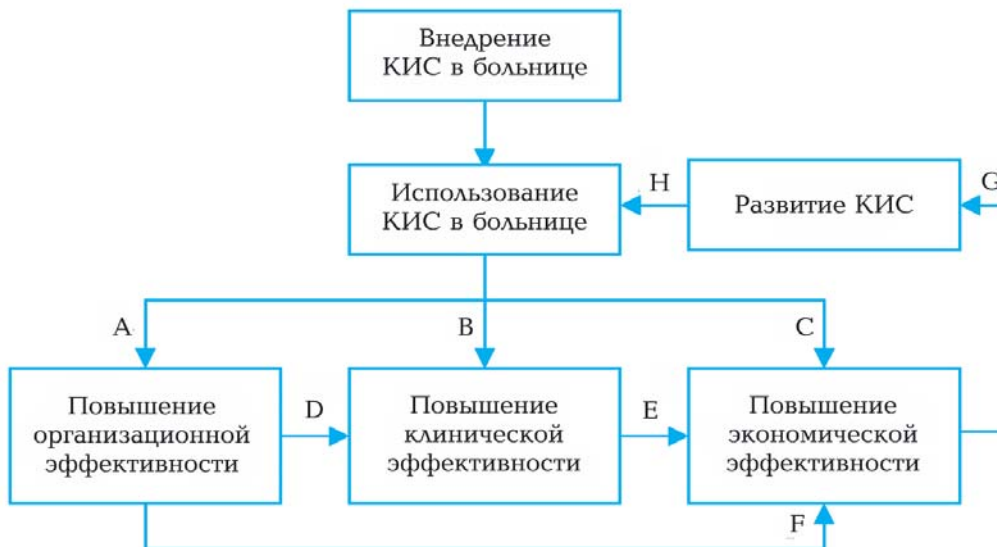 Внедрение
КИС в больнице
Использование
КИС в больнице
H
Развитие КИС
G
A
B
C
Повышение
организационной
эффективности
D
Повышение
клинической
эффективности
E
Повышение
экономической
эффективности
F